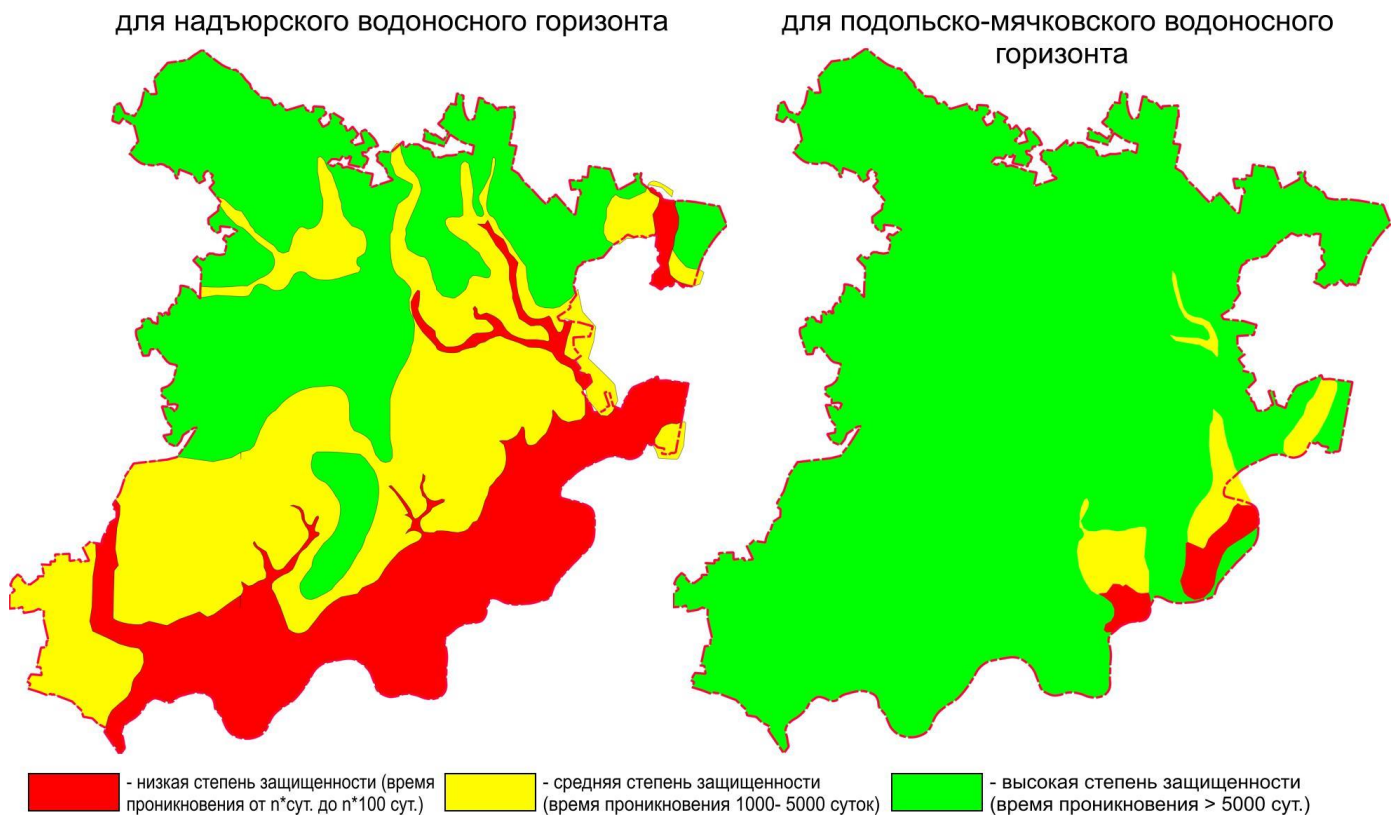 для надъюрского водоносного горизонта
для подольско-мячковского водоносного
горизонта
- низкая степень защищенности (время
проникновения от n*сут. до n*100 сут.)
- средняя степень защищенности
(время проникновения 1000- 5000 суток)
- высокая степень защищенности
(время проникновения > 5000 сут.)